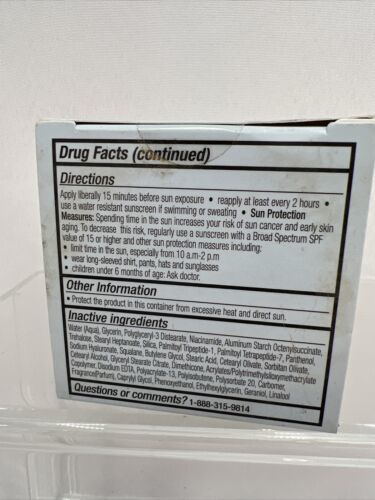 Drug Facts (continued)
Directions
Apply liberally 15 minutes before sun exposure • reapply at least every 2 hours •
use a water resistant sunscreen if swimming or sweating • Sun Protection
Measures: Spending time in the sun increases your risk of sun cancer and early skin
aging. To decrease this risk, regularly use a sunscreen with a Broad Spectrum SPF
value of 15 or higher and other sun protection measures including:
• limit time in the sun, especially from 10 a.m-2 p.m
• wear long-sleeved shirt, pants, hats and sunglasses
• children under 6 months of age: Ask doctor.
Other Information
• Protect the product in this container from excessive heat and direct sun.
Inactive ingredients
Water (Aqua), Glycerin, Polyglyceryl-3 Distearate, Niacinamide, Aluminum Starch Octenylsuccinate,
Trehalose, Stearyl Heptanoate, Silica, Palmitoyl Tripeptide-1, Palmitoyl Tetrapeptide-7, Panthenol,
Sodium Hyaluronate, Squalane, Butylene Glycol, Stearic Acid, Cetearyl Olivate, Sorbitan Olivate,
Cetearyl Alcohol, Glyceryl Stearate Citrate, Dimethicone, Acrylates/Polytrimethylsiloxymethacrylate
Copolymer, Disodium EDTA, Polyacrylate-13, Polyisobutene, Polysorbate 20, Carbomer,
Fragrance(Parfum), Caprylyl Glycol, Phenoxyethanol, Ethylhexylglycerin, Geraniol, Linalool
Questions or comments? 1-888-315-9814